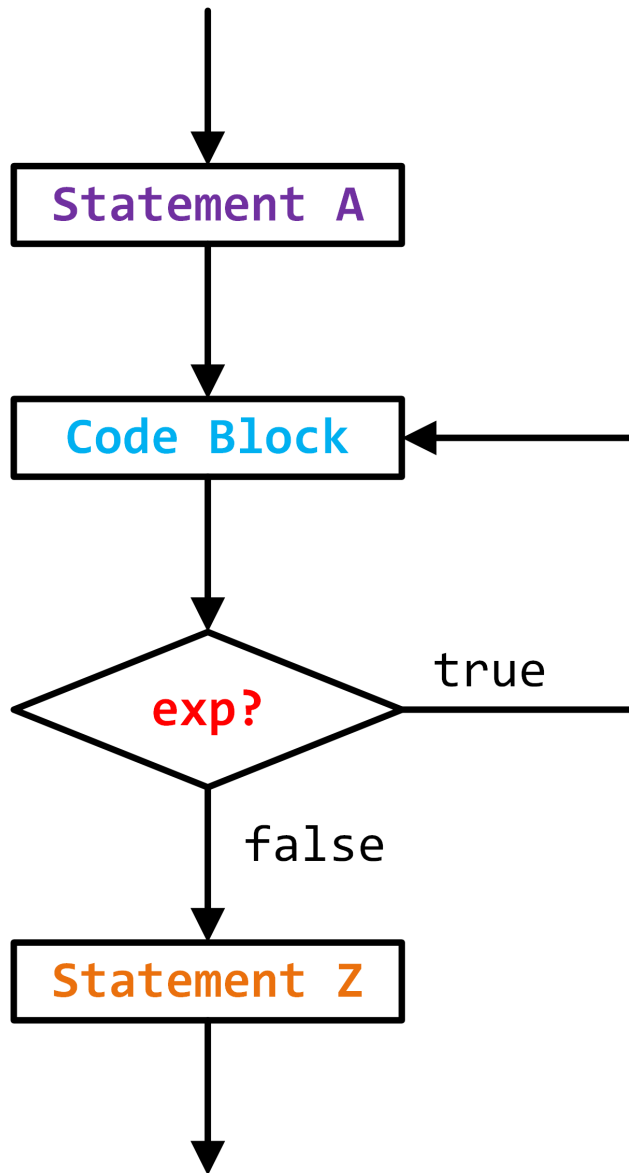 Statement A
Code Block
exp?
true
false
Statement Z